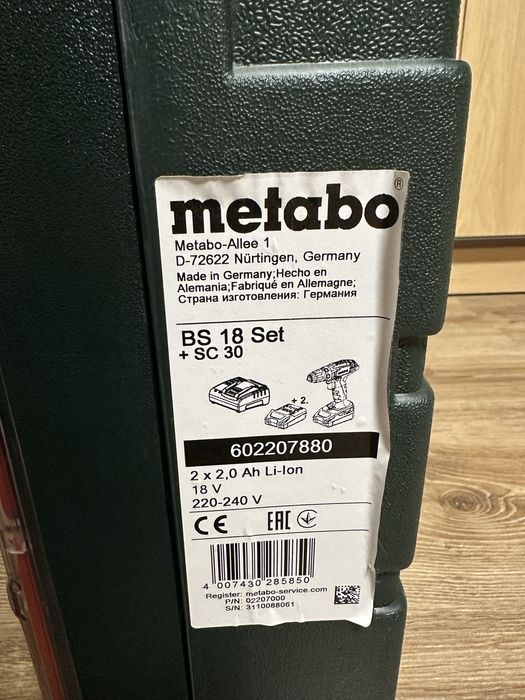 metabo®
Metabo-Allee 1
D-72622 Nürtingen, Germany
Made in Germany;Hecho en
Alemania;Fabriqué en Allemagne;
Страна изготовления: Германия
BS 18 Set
+ SC 30
+ 2.
602207880
2 x 2,0 Ah Li-Ion
18 V
220-240 V
CE EAC
4 007430 285850
Register: metabo-service.com
P/N: 02207000
S/N: 3110088061